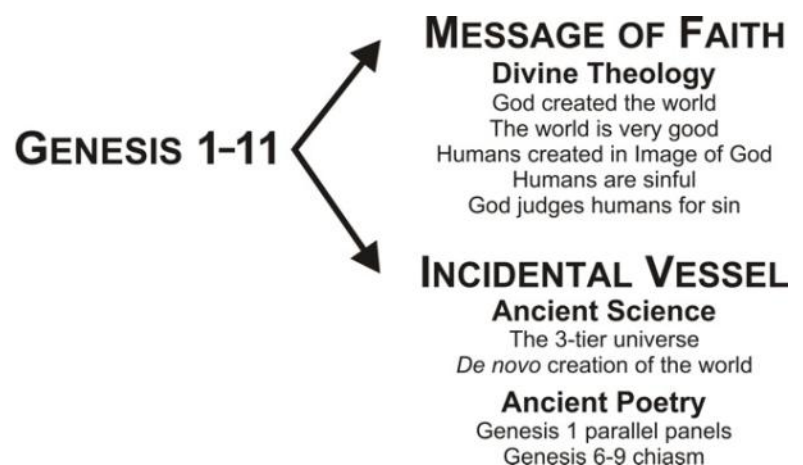 MESSAGE OF FAITH
Divine Theology
God created the world
The world is very good
Humans created in Image of God
Humans are sinful
God judges humans for sin
GENESIS 1–11
INCIDENTAL VESSEL
Ancient Science
The 3-tier universe
De novo creation of the world
Ancient Poetry
Genesis 1 parallel panels
Genesis 6-9 chiasm